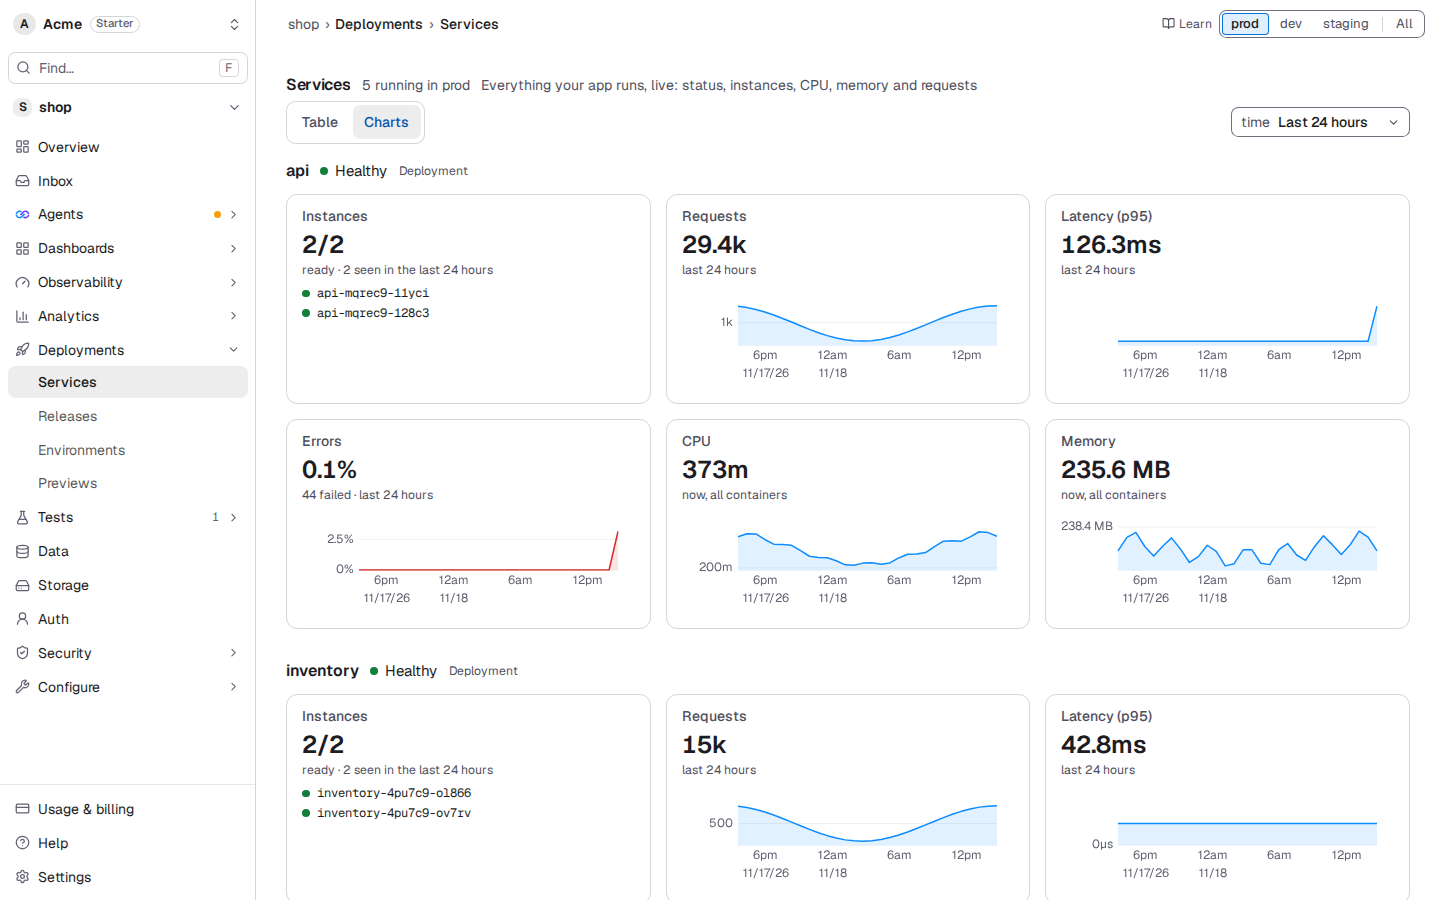 A Acme Starter
Find... F
S shop
Overview
Inbox
Agents
Dashboards
Observability
Analytics
Deployments
Services
Releases
Environments
Previews
Tests 1
Data
Storage
Auth
Security
Configure
Usage & billing
Help
Settings
shop › Deployments › Services
Learn prod dev staging All
Services 5 running in prod Everything your app runs, live: status, instances, CPU, memory and requests
Table Charts
time Last 24 hours
api Healthy Deployment
Instances
2/2
ready · 2 seen in the last 24 hours
api-mqrec9-11yci
api-mqrec9-128c3
Requests
29.4k
last 24 hours
1k
6pm 12am 6am 12pm
11/17/26 11/18
Latency (p95)
126.3ms
last 24 hours
6pm 12am 6am 12pm
11/17/26 11/18
Errors
0.1%
44 failed · last 24 hours
2.5%
0%
6pm 12am 6am 12pm
11/17/26 11/18
CPU
373m
now, all containers
200m
6pm 12am 6am 12pm
11/17/26 11/18
Memory
235.6 MB
now, all containers
238.4 MB
6pm 12am 6am 12pm
11/17/26 11/18
inventory Healthy Deployment
Instances
2/2
ready · 2 seen in the last 24 hours
inventory-4pu7c9-ol866
inventory-4pu7c9-ov7rv
Requests
15k
last 24 hours
500
6pm 12am 6am 12pm
11/17/26 11/18
Latency (p95)
42.8ms
last 24 hours
0µs
6pm 12am 6am 12pm
11/17/26 11/18